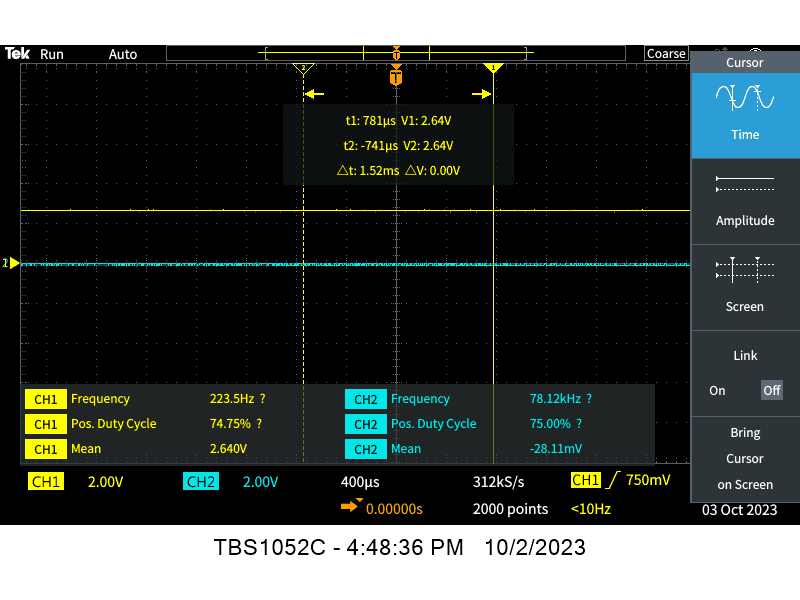 Tek Run Auto Coarse
Cursor
2 1
T
T
t1: 781µs V1: 2.64V
t2: -741µs V2: 2.64V
△t: 1.52ms △V: 0.00V
Time
Amplitude
Screen
Link
On Off
Bring
Cursor
on Screen
CH1 Frequency 223.5Hz ? CH2 Frequency 78.12kHz ?
CH1 Pos. Duty Cycle 74.75% ? CH2 Pos. Duty Cycle 75.00% ?
CH1 Mean 2.640V CH2 Mean -28.11mV
CH1 2.00V CH2 2.00V 400µs 312kS/s CH1 750mV
0.00000s 2000 points <10Hz 03 Oct 2023
TBS1052C - 4:48:36 PM 10/2/2023